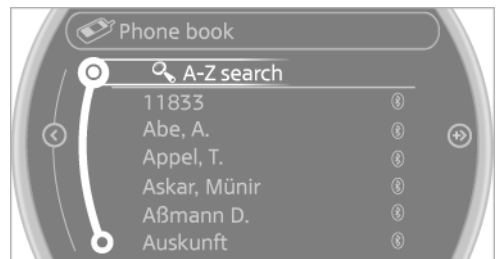 Phone book
A-Z search
11833
Abe, A.
Appel, T.
Askar, Münir
Aßmann D.
Auskunft